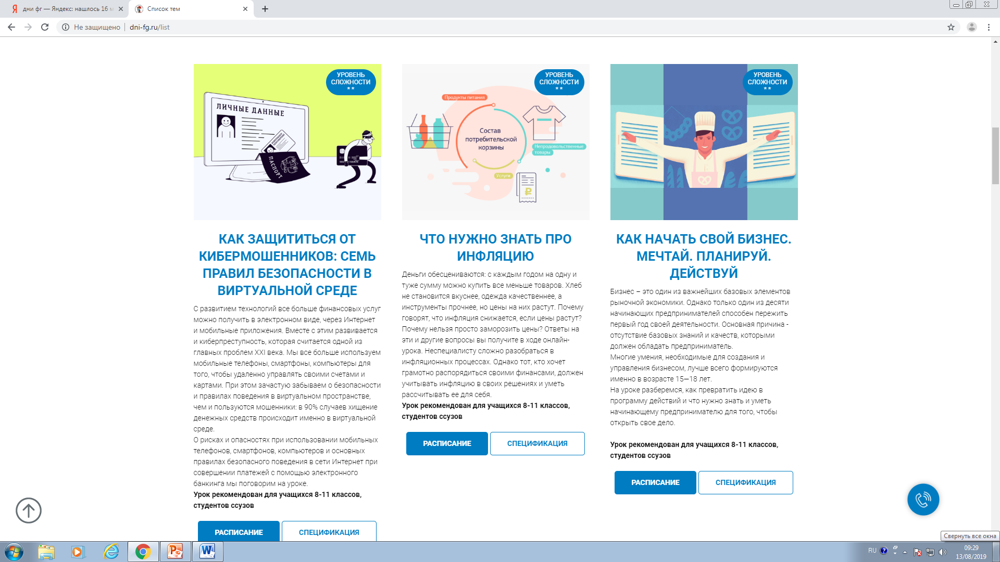 дни фг — Яндекс: нашлось 16 м
Список тем
Не защищено
dni-fg.ru/list
УРОВЕНЬ
СЛОЖНОСТИ
**
ЛИЧНЫЕ ДАННЫЕ
ПАСПОРТ
КАК ЗАЩИТИТЬСЯ ОТ
КИБЕРМОШЕННИКОВ: СЕМЬ
ПРАВИЛ БЕЗОПАСНОСТИ В
ВИРТУАЛЬНОЙ СРЕДЕ
С развитием технологий все больше финансовых услуг
можно получить в электронном виде, через Интернет
и мобильные приложения. Вместе с этим развивается
и киберпреступность, которая считается одной из
главных проблем XXI века. Мы все больше используем
мобильные телефоны, смартфоны, компьютеры для
того, чтобы удаленно управлять своими счетами и
картами. При этом зачастую забываем о безопасности
и правилах поведения в виртуальном пространстве,
чем и пользуются мошенники: в 90% случаев хищение
денежных средств происходит именно в виртуальной
среде.
О рисках и опасностях при использовании мобильных
телефонов, смартфонов, компьютеров и основных
правилах безопасного поведения в сети Интернет при
совершении платежей с помощью электронного
банкинга мы поговорим на уроке.
Урок рекомендован для учащихся 8-11 классов,
студентов ссузов
РАСПИСАНИЕ
СПЕЦИФИКАЦИЯ
УРОВЕНЬ
СЛОЖНОСТИ
**
Продукты питания
Состав
потребительской
корзины
Непродовольственные
товары
Услуги
₽
ЧТО НУЖНО ЗНАТЬ ПРО
ИНФЛЯЦИЮ
Деньги обесцениваются: с каждым годом на одну и
туже сумму можно купить все меньше товаров. Хлеб
не становится вкуснее, одежда качественнее, а
инструменты прочнее, но цены на них растут. Почему
говорят, что инфляция снижается, если цены растут?
Почему нельзя просто заморозить цены? Ответы на
эти и другие вопросы вы получите в ходе онлайн-
урока. Неспециалисту сложно разобраться в
инфляционных процессах. Однако тот, кто хочет
грамотно распорядиться своими финансами, должен
учитывать инфляцию в своих решениях и уметь
рассчитывать ее для себя.
Урок рекомендован для учащихся 8-11 классов,
студентов ссузов
РАСПИСАНИЕ
СПЕЦИФИКАЦИЯ
УРОВЕНЬ
СЛОЖНОСТИ
**
КАК НАЧАТЬ СВОЙ БИЗНЕС.
МЕЧТАЙ. ПЛАНИРУЙ.
ДЕЙСТВУЙ
Бизнес – это один из важнейших базовых элементов
рыночной экономики. Однако только один из десяти
начинающих предпринимателей способен пережить
первый год своей деятельности. Основная причина -
отсутствие базовых знаний и качеств, которыми
должен обладать предприниматель.
Многие умения, необходимые для создания и
управления бизнесом, лучше всего формируются
именно в возрасте 15—18 лет.
На уроке разберемся, как превратить идею в
программу действий и что нужно знать и уметь
начинающему предпринимателю для того, чтобы
открыть свое дело.
Урок рекомендован для учащихся 8-11 классов,
студентов ссузов
РАСПИСАНИЕ
СПЕЦИФИКАЦИЯ
Свернуть все окна
RU
09:29
13/08/2019